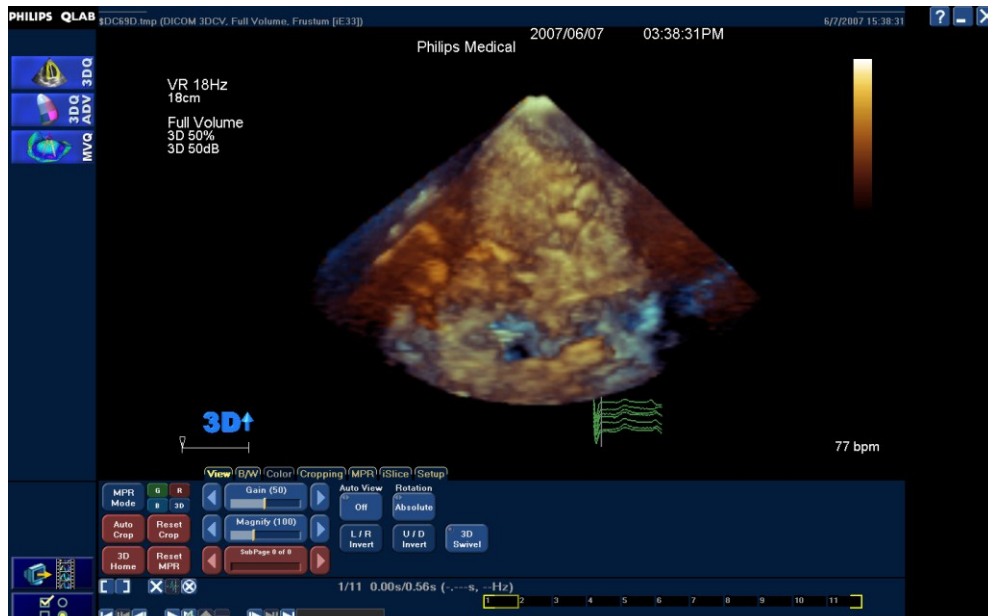 PHILIPS QLAB
$DC69D.tmp (DICOM 3DCV, Full Volume, Frustum [iE33])
6/7/2007 15:38:31
?
Philips Medical
2007/06/07 03:38:31PM
3DQ
3DQ ADV
MVQ
VR 18Hz
18cm
Full Volume
3D 50%
3D 50dB
3D
V
77 bpm
View B/W Color Cropping MPR iSlice Setup
MPR Mode
G R
B 3D
Gain (50)
Auto View
Off
Rotation
Absolute
Auto Crop
Reset Crop
Magnify (100)
L / R Invert
U / D Invert
3D Swivel
3D Home
Reset MPR
SubPage 0 of 0
1/11 0.00s/0.56s (-.---s, --Hz)
1 2 3 4 5 6 7 8 9 10 11